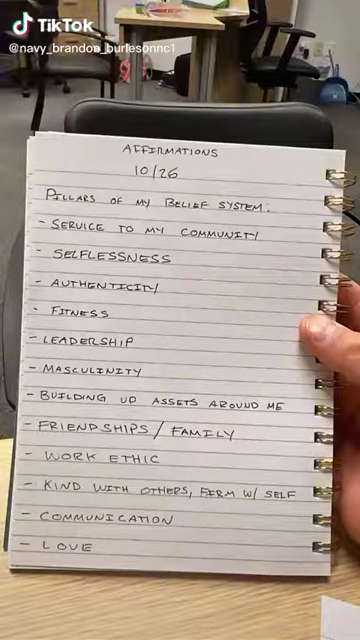 TikTok
@navy_brandon_burlesonnc1
AFFIRMATIONS
10/26
PILLARS OF MY BELIEF SYSTEM:
- SERVICE TO MY COMMUNITY
- SELFLESSNESS
- AUTHENTICITY
- FITNESS
- LEADERSHIP
- MASCULINITY
- BUILDING UP ASSETS AROUND ME
- FRIENDSHIPS / FAMILY
- WORK ETHIC
- KIND WITH OTHERS, FIRM W/ SELF
- COMMUNICATION
- LOVE